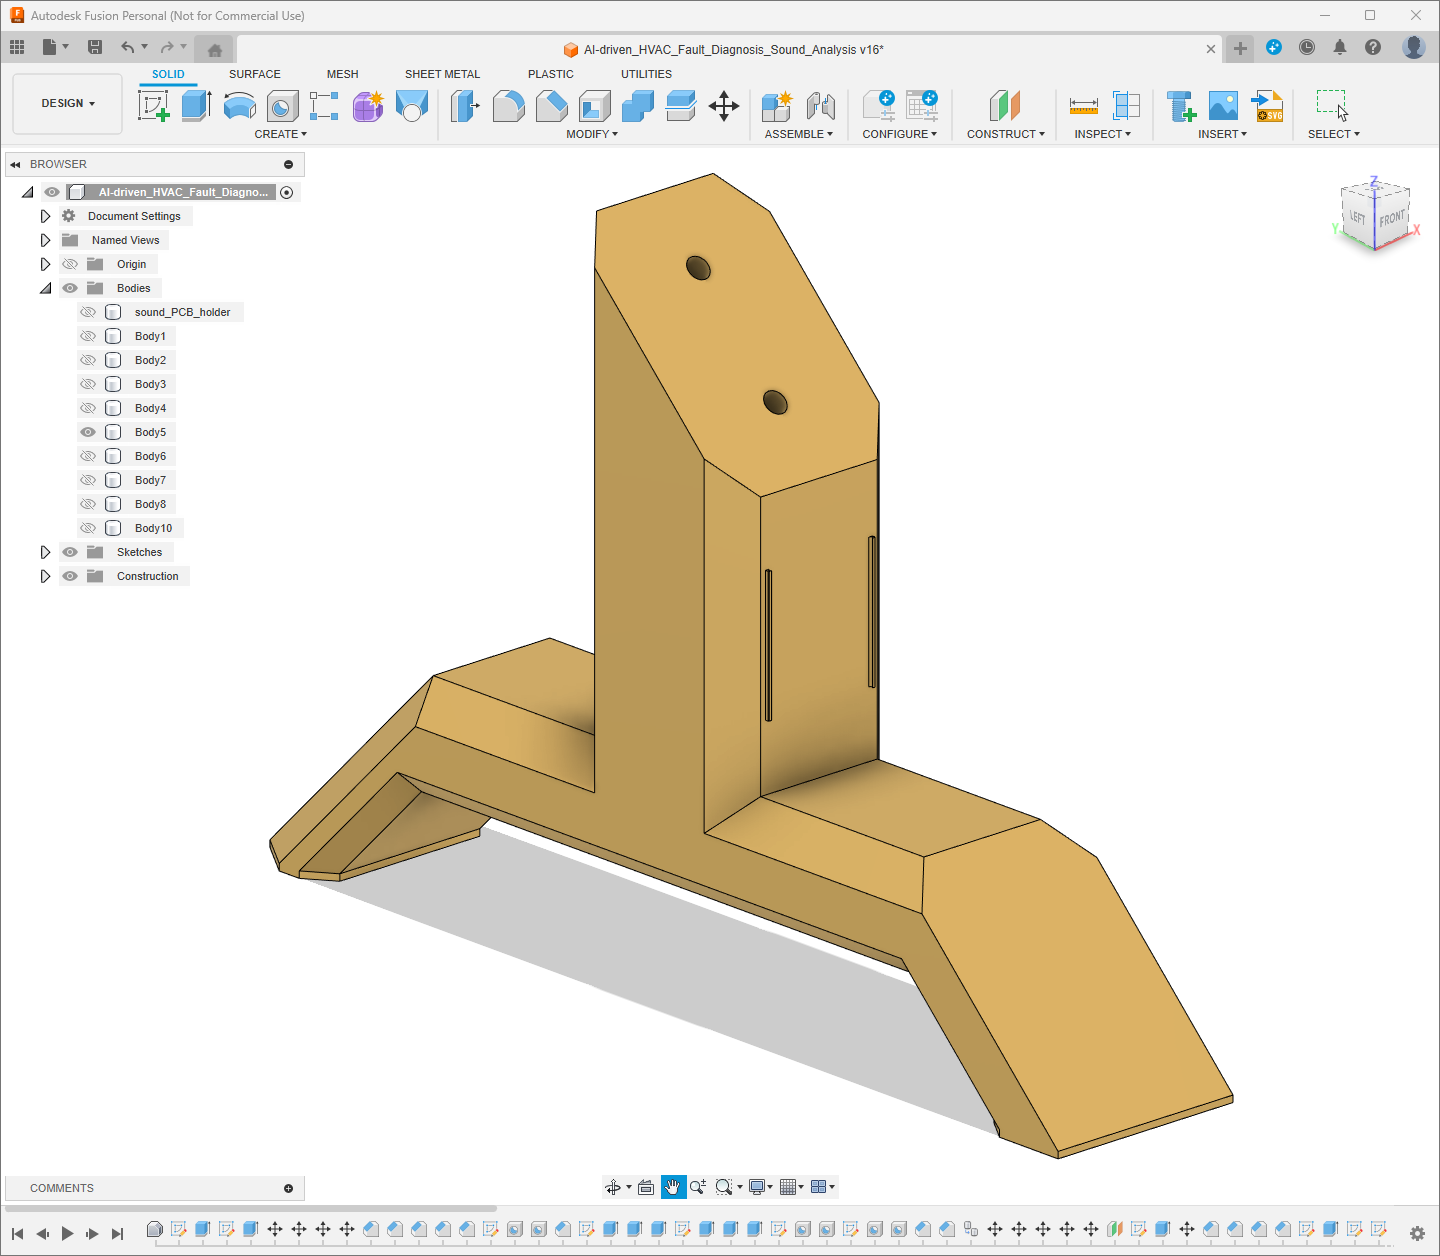 Autodesk Fusion Personal (Not for Commercial Use)
AI-driven_HVAC_Fault_Diagnosis_Sound_Analysis v16*
SOLID SURFACE MESH SHEET METAL PLASTIC UTILITIES
DESIGN
CREATE MODIFY ASSEMBLE CONFIGURE CONSTRUCT INSPECT INSERT SELECT
SVG
BROWSER
AI-driven_HVAC_Fault_Diagno...
Document Settings
Named Views
Origin
Bodies
sound_PCB_holder
Body1
Body2
Body3
Body4
Body5
Body6
Body7
Body8
Body10
Sketches
Construction
Z
LEFT FRONT
Y X
COMMENTS